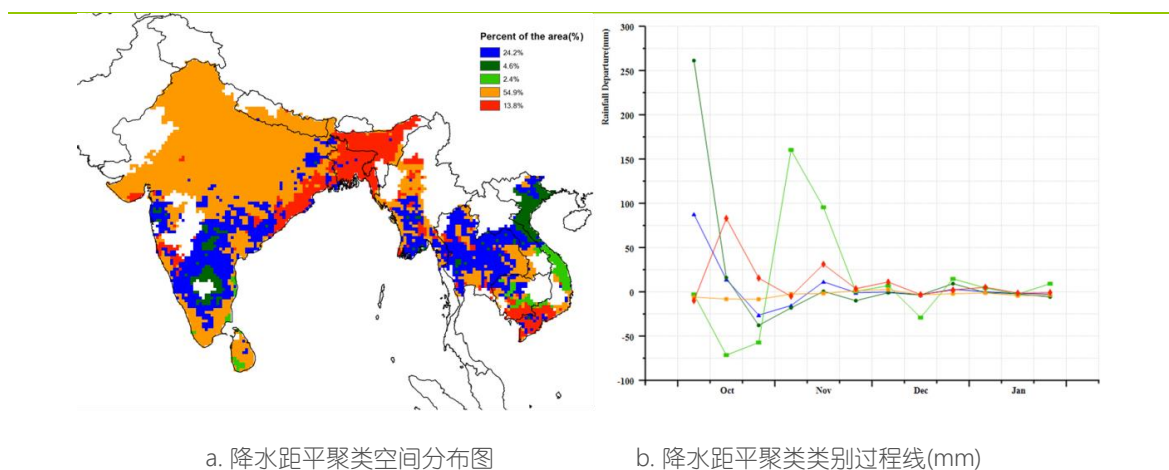 Percent of the area(%)
24.2%
4.6%
2.4%
54.9%
13.8%
Rainfall Departure(mm)
300
250
200
150
100
50
0
-50
-100
Oct
Nov
Dec
Jan
a. 降水距平聚类空间分布图
b. 降水距平聚类类别过程线(mm)